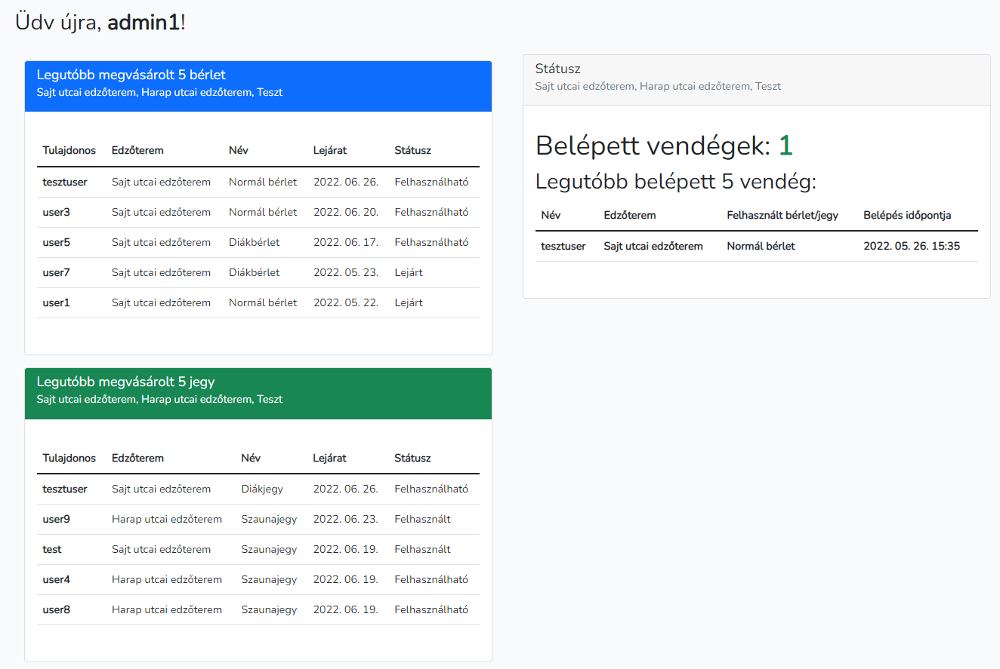 Üdv újra, admin1!
Legutóbb megvásárolt 5 bérlet
Sajt utcai edzőterem, Harap utcai edzőterem, Teszt
Tulajdonos Edzőterem Név Lejárat Státusz
tesztuser Sajt utcai edzőterem Normál bérlet 2022. 06. 26. Felhasználható
user3 Sajt utcai edzőterem Normál bérlet 2022. 06. 20. Felhasználható
user5 Sajt utcai edzőterem Diákbérlet 2022. 06. 17. Felhasználható
user7 Sajt utcai edzőterem Diákbérlet 2022. 05. 23. Lejárt
user1 Sajt utcai edzőterem Normál bérlet 2022. 05. 22. Lejárt
Legutóbb megvásárolt 5 jegy
Sajt utcai edzőterem, Harap utcai edzőterem, Teszt
Tulajdonos Edzőterem Név Lejárat Státusz
tesztuser Sajt utcai edzőterem Diákjegy 2022. 06. 26. Felhasználható
user9 Harap utcai edzőterem Szaunajegy 2022. 06. 23. Felhasznált
test Sajt utcai edzőterem Szaunajegy 2022. 06. 19. Felhasznált
user4 Harap utcai edzőterem Szaunajegy 2022. 06. 19. Felhasználható
user8 Harap utcai edzőterem Szaunajegy 2022. 06. 19. Felhasználható
Státusz
Sajt utcai edzőterem, Harap utcai edzőterem, Teszt
Belépett vendégek: 1
Legutóbb belépett 5 vendég:
Név Edzőterem Felhasznált bérlet/jegy Belépés időpontja
tesztuser Sajt utcai edzőterem Normál bérlet 2022. 05. 26. 15:35